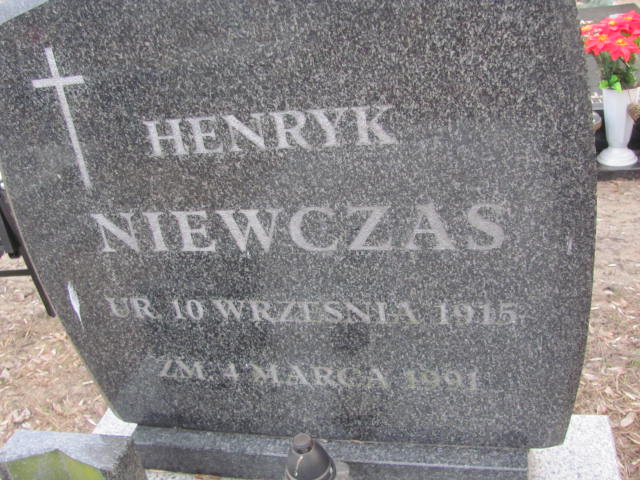 HENRYK
NIEWCZAS
UR 10 WRZEŚNIA 1915
ZM 4 MARCA 1991